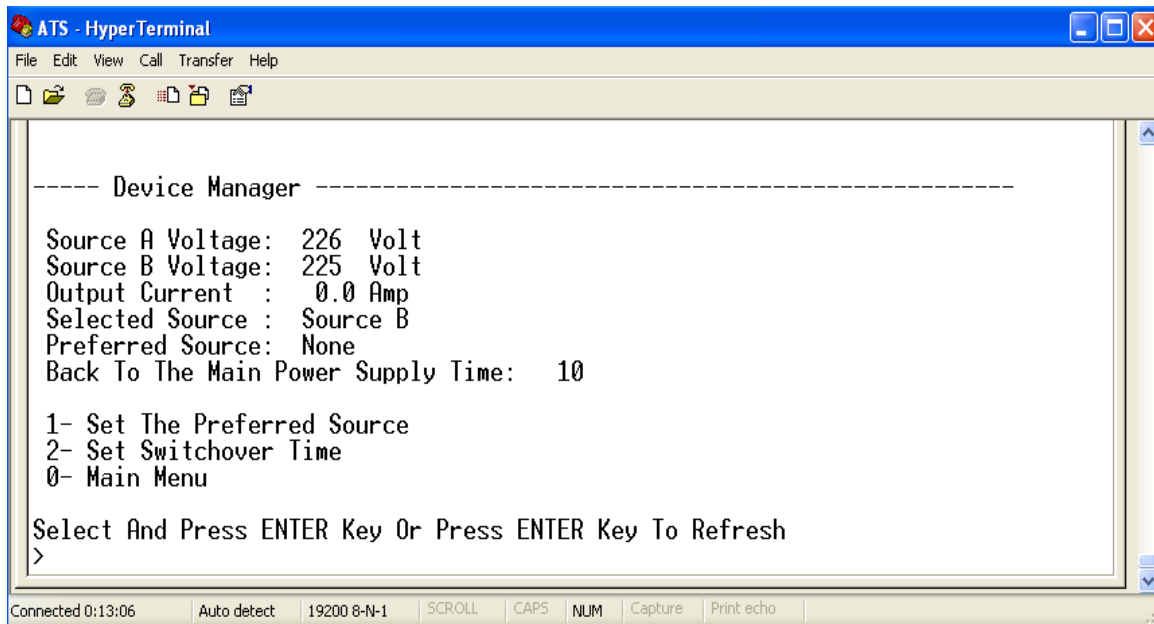 ATS - HyperTerminal
File Edit View Call Transfer Help
----- Device Manager ----------------------------------------------------
Source A Voltage: 226 Volt
Source B Voltage: 225 Volt
Output Current : 0.0 Amp
Selected Source : Source B
Preferred Source: None
Back To The Main Power Supply Time: 10
1- Set The Preferred Source
2- Set Switchover Time
0- Main Menu
Select And Press ENTER Key Or Press ENTER Key To Refresh
>
Connected 0:13:06 Auto detect 19200 8-N-1 SCROLL CAPS NUM Capture Print echo